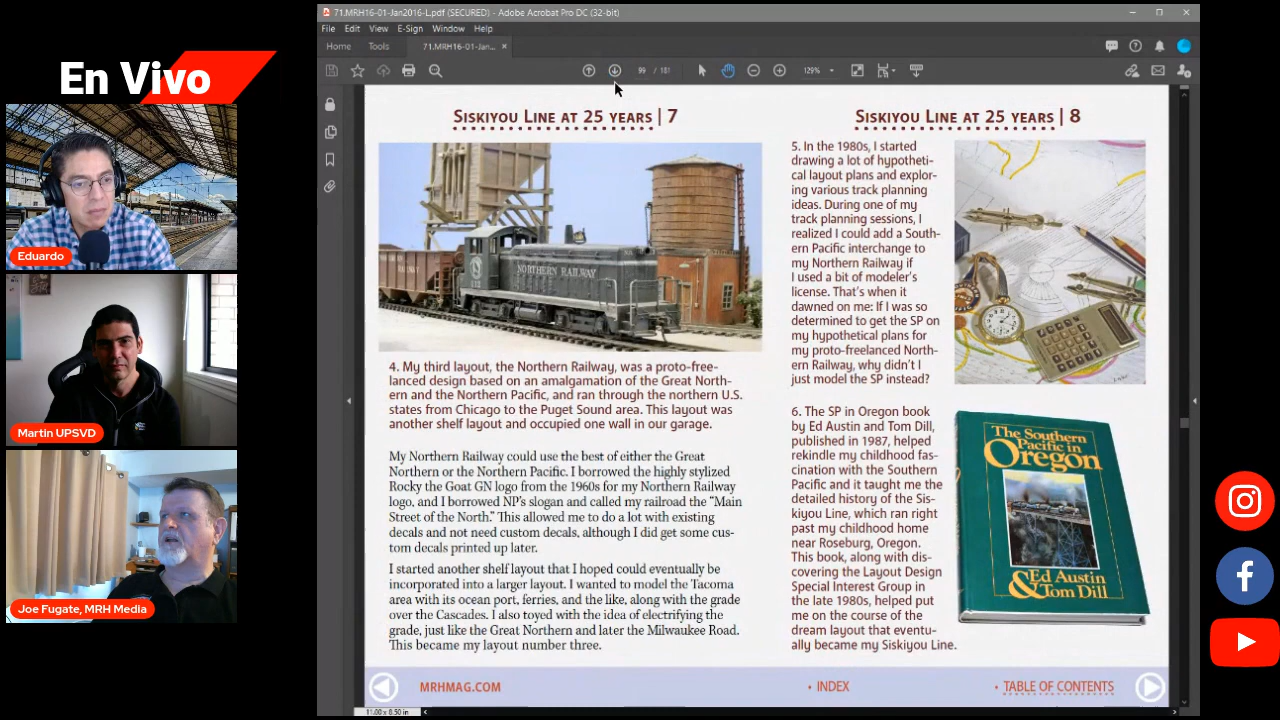 En Vivo
Eduardo
Martin UPSVD
Joe Fugate, MRH Media
71.MRH16-01-Jan2016-L.pdf (SECURED) - Adobe Acrobat Pro DC (32-bit)
File Edit View E-Sign Window Help
Home Tools 71.MRH16-01-Jan... ×
99 / 181 129%
Siskiyou Line at 25 years | 7
NORTHERN RAILWAY
RAILWAY
4. My third layout, the Northern Railway, was a proto-free-
lanced design based on an amalgamation of the Great North-
ern and the Northern Pacific, and ran through the northern U.S.
states from Chicago to the Puget Sound area. This layout was
another shelf layout and occupied one wall in our garage.
My Northern Railway could use the best of either the Great
Northern or the Northern Pacific. I borrowed the highly stylized
Rocky the Goat GN logo from the 1960s for my Northern Railway
logo, and I borrowed NP's slogan and called my railroad the "Main
Street of the North." This allowed me to do a lot with existing
decals and not need custom decals, although I did get some cus-
tom decals printed up later.
I started another shelf layout that I hoped could eventually be
incorporated into a larger layout. I wanted to model the Tacoma
area with its ocean port, ferries, and the like, along with the grade
over the Cascades. I also toyed with the idea of electrifying the
grade, just like the Great Northern and later the Milwaukee Road.
This became my layout number three.
Siskiyou Line at 25 years | 8
5. In the 1980s, I started
drawing a lot of hypotheti-
cal layout plans and explor-
ing various track planning
ideas. During one of my
track planning sessions, I
realized I could add a South-
ern Pacific interchange to
my Northern Railway if
I used a bit of modeler's
license. That's when it
dawned on me: If I was so
determined to get the SP on
my hypothetical plans for
my proto-freelanced North-
ern Railway, why didn't I
just model the SP instead?
6. The SP in Oregon book
by Ed Austin and Tom Dill,
published in 1987, helped
rekindle my childhood fas-
cination with the Southern
Pacific and it taught me the
detailed history of the Sis-
kiyou Line, which ran right
past my childhood home
near Roseburg, Oregon.
This book, along with dis-
covering the Layout Design
Special Interest Group in
the late 1980s, helped put
me on the course of the
dream layout that eventu-
ally became my Siskiyou Line.
The Southern
Pacific in
Oregon
Ed Austin
& Tom Dill
MRHMAG.COM
• INDEX
• TABLE OF CONTENTS
11.00 x 8.50 in